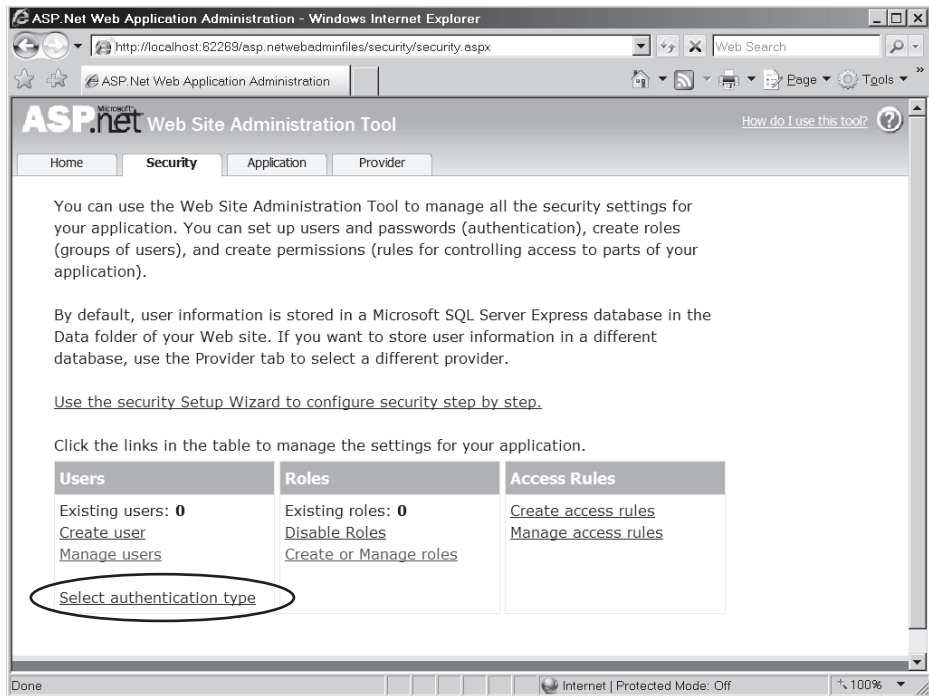 ASP.Net Web Application Administration - Windows Internet Explorer
http://localhost:62269/asp.netwebadminfiles/security/security.aspx
Web Search
ASP.Net Web Application Administration
Page
Tools
Microsoft
ASP.net Web Site Administration Tool
How do I use this tool?
?
Home
Security
Application
Provider
You can use the Web Site Administration Tool to manage all the security settings for
your application. You can set up users and passwords (authentication), create roles
(groups of users), and create permissions (rules for controlling access to parts of your
application).
By default, user information is stored in a Microsoft SQL Server Express database in the
Data folder of your Web site. If you want to store user information in a different
database, use the Provider tab to select a different provider.
Use the security Setup Wizard to configure security step by step.
Click the links in the table to manage the settings for your application.
Users
Existing users: 0
Create user
Manage users
Select authentication type
Roles
Existing roles: 0
Disable Roles
Create or Manage roles
Access Rules
Create access rules
Manage access rules
Done
Internet | Protected Mode: Off
100%